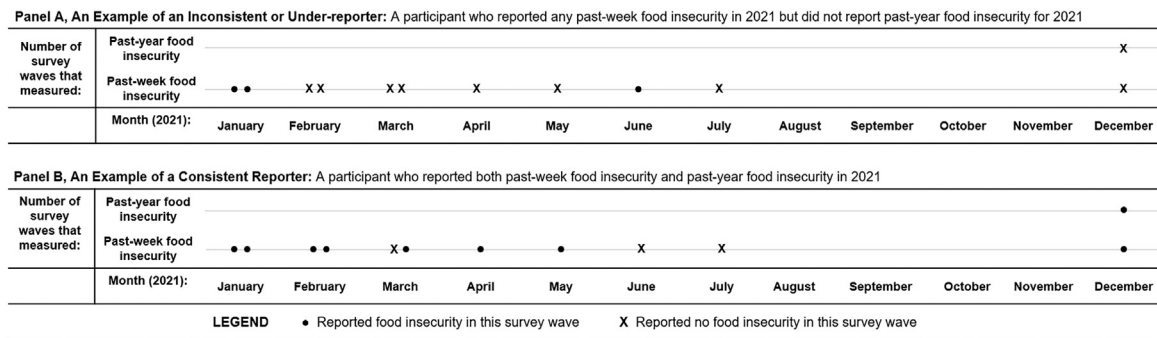 Panel A, An Example of an Inconsistent or Under-reporter: A participant who reported any past-week food insecurity in 2021 but did not report past-year food insecurity for 2021
Number of
survey
waves that
measured:
Past-year food
insecurity
X
Past-week food
insecurity
● ● X X X X X X ● X X
Month (2021): January February March April May June July August September October November December
Panel B, An Example of a Consistent Reporter: A participant who reported both past-week food insecurity and past-year food insecurity in 2021
Number of
survey
waves that
measured:
Past-year food
insecurity
●
Past-week food
insecurity
● ● ● ● X ● ● ● X X ●
Month (2021): January February March April May June July August September October November December
LEGEND ● Reported food insecurity in this survey wave X Reported no food insecurity in this survey wave